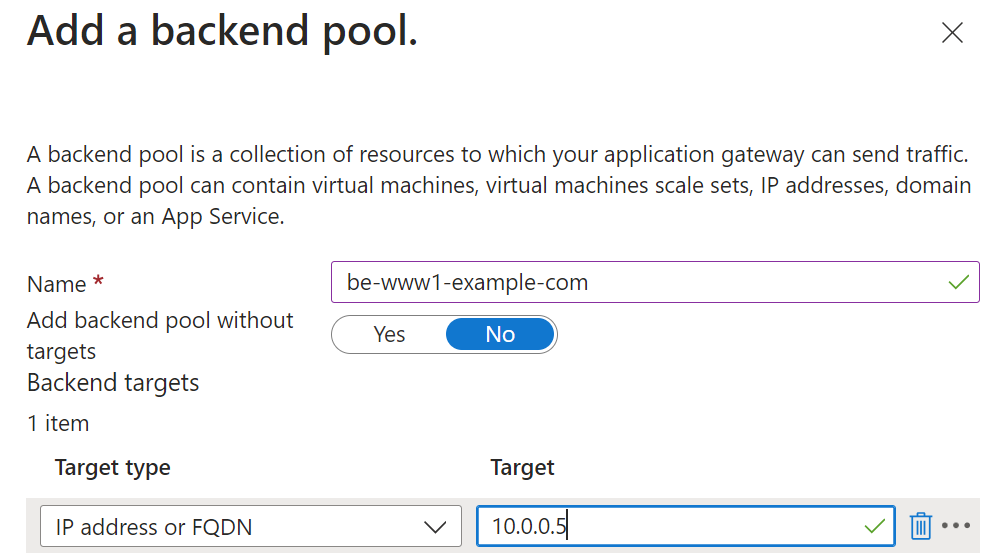 Add a backend pool.
A backend pool is a collection of resources to which your application gateway can send traffic.
A backend pool can contain virtual machines, virtual machines scale sets, IP addresses, domain
names, or an App Service.
Name *
be-www1-example-com
Add backend pool without
targets
Yes
No
Backend targets
1 item
Target type
Target
IP address or FQDN
10.0.0.5